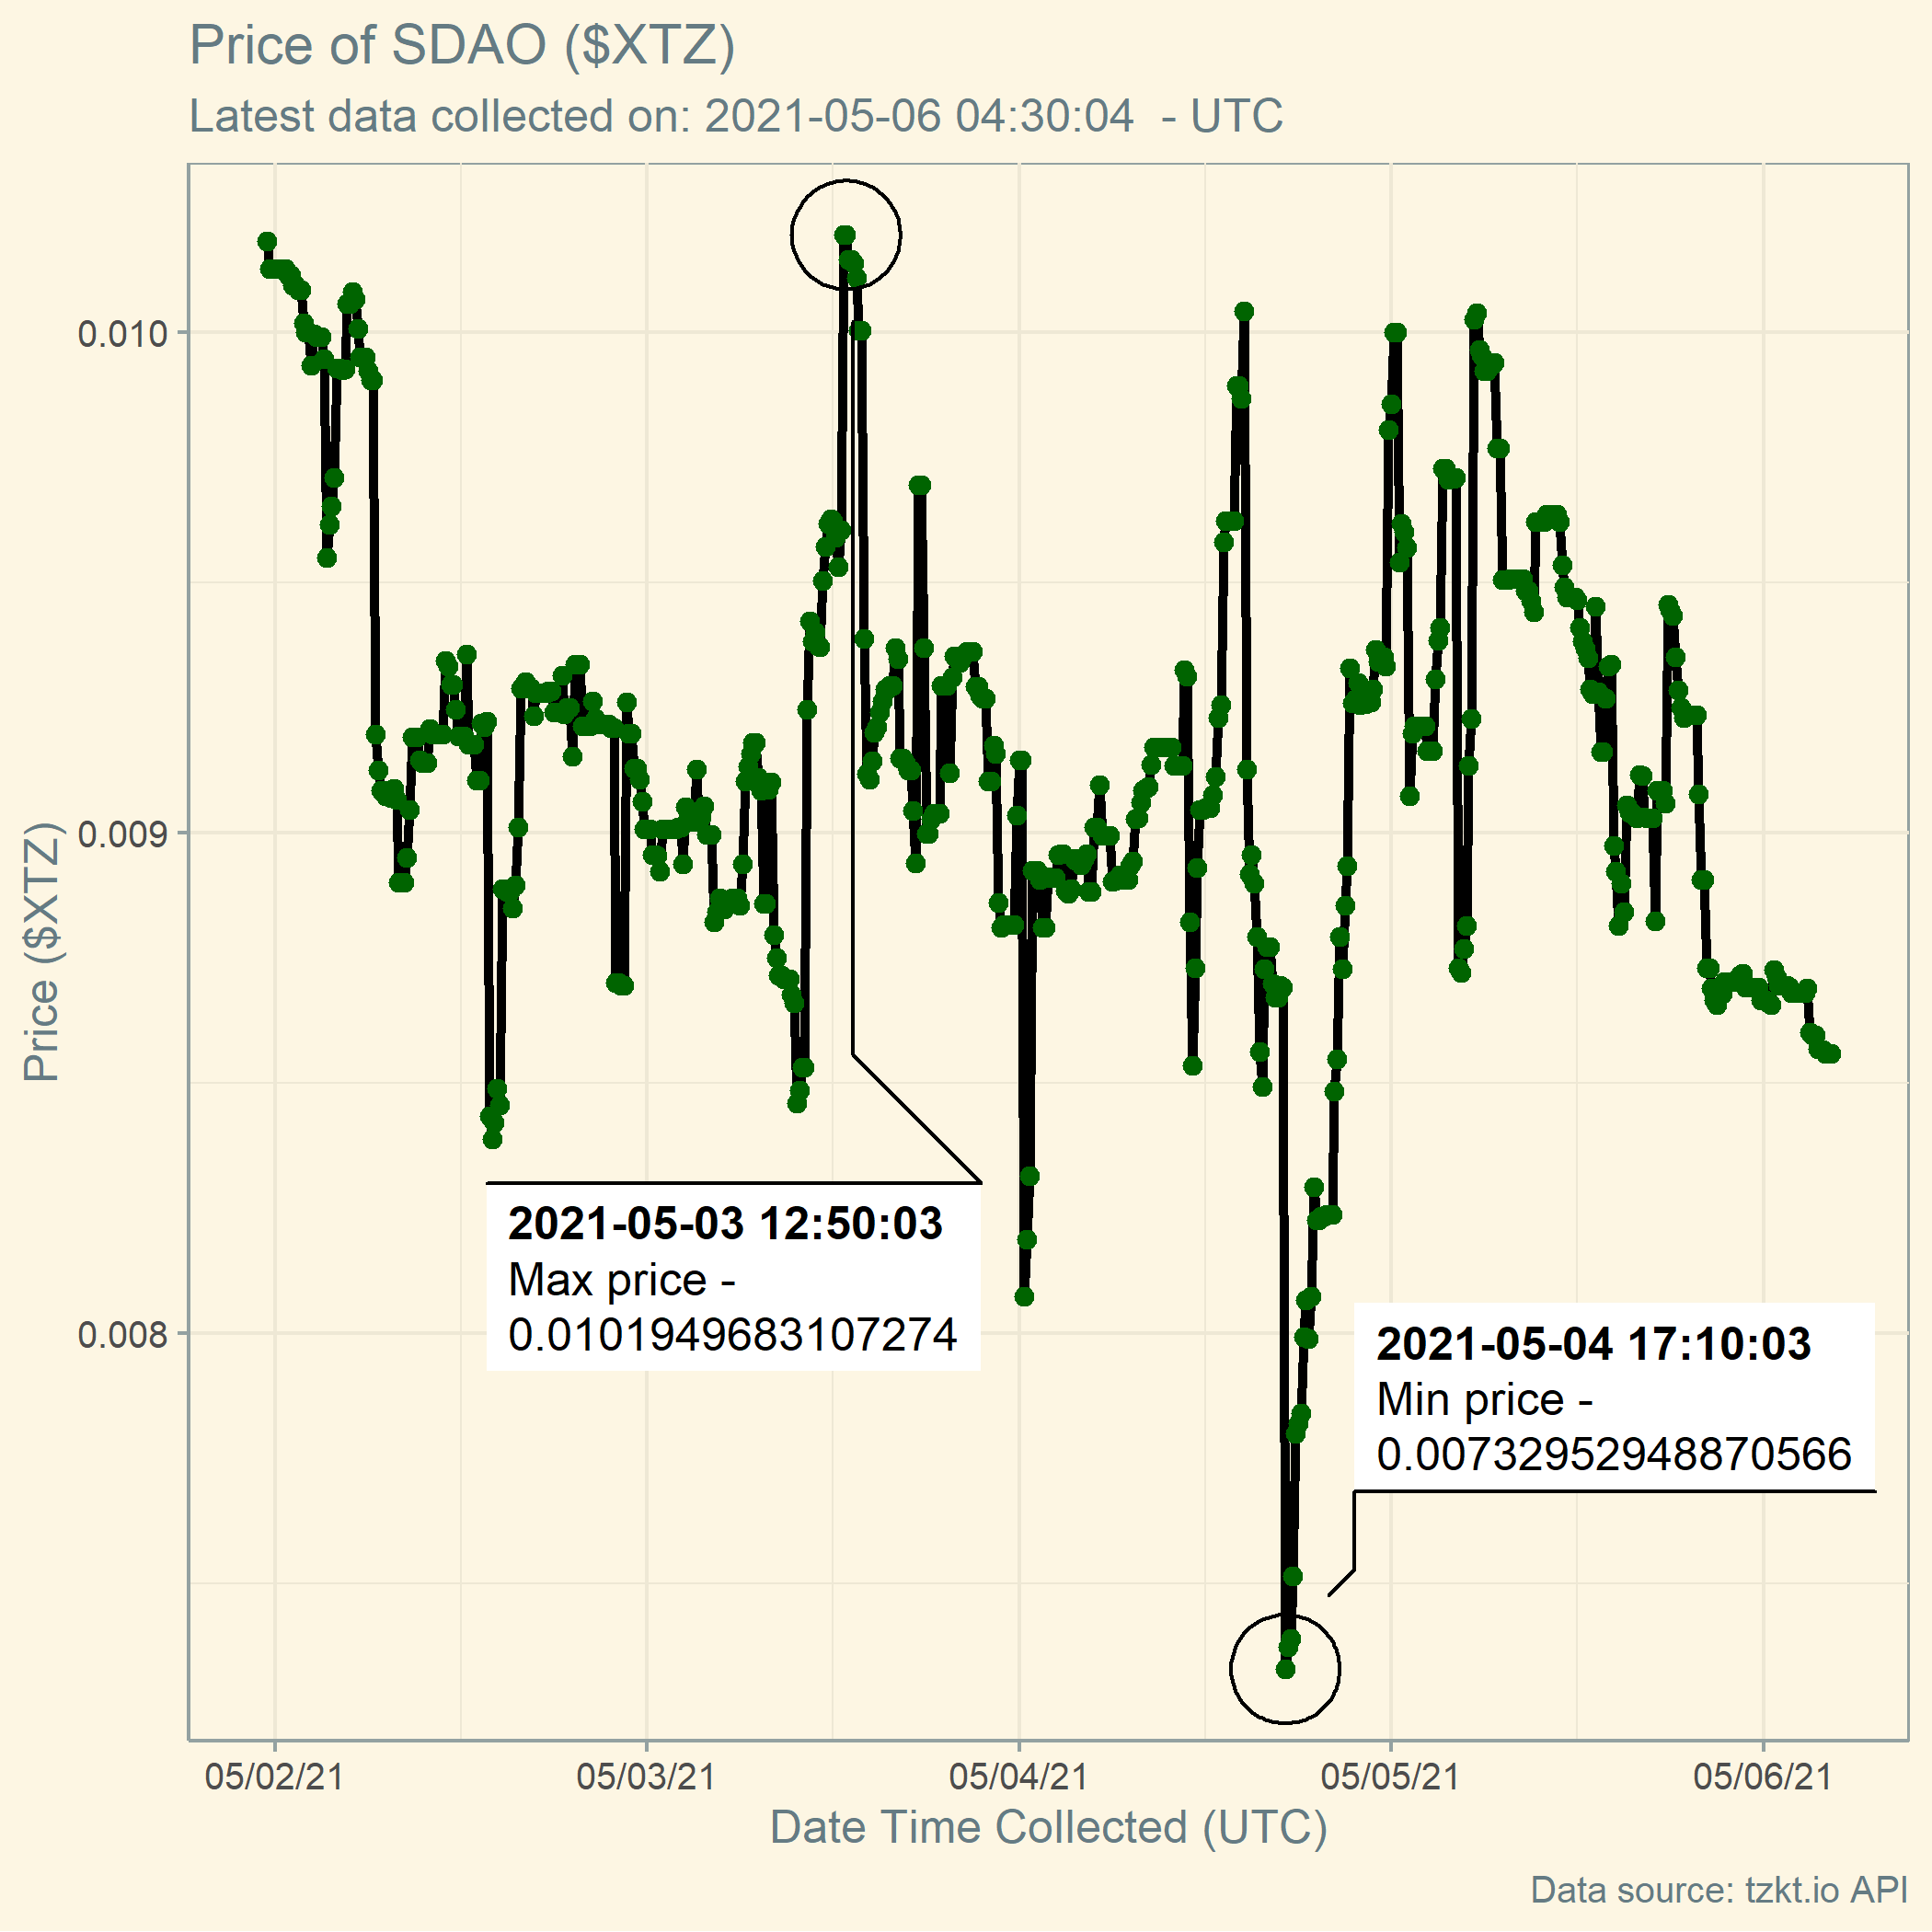 Price of SDAO ($XTZ)
Latest data collected on: 2021-05-06 04:30:04  - UTC
0.010
0.009
0.008
Price ($XTZ)
2021-05-03 12:50:03
Max price -
0.0101949683107274
2021-05-04 17:10:03
Min price -
0.00732952948870566
05/02/21
05/03/21
05/04/21
05/05/21
05/06/21
Date Time Collected (UTC)
Data source: tzkt.io API